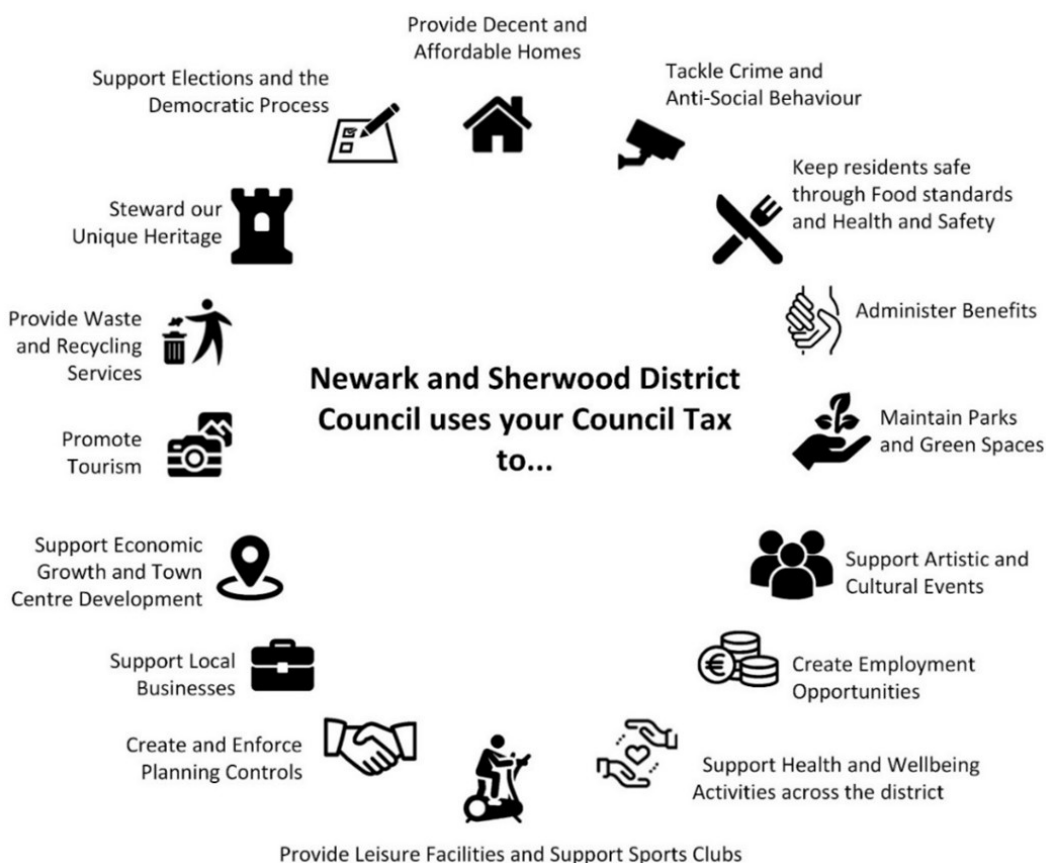 Provide Decent and
Affordable Homes
Tackle Crime and
Anti-Social Behaviour
Keep residents safe
through Food standards
and Health and Safety
Administer Benefits
Maintain Parks
and Green Spaces
Support Artistic and
Cultural Events
Create Employment
Opportunities
Support Health and Wellbeing
Activities across the district
Provide Leisure Facilities and Support Sports Clubs
Create and Enforce
Planning Controls
Support Local
Businesses
Support Economic
Growth and Town
Centre Development
Promote
Tourism
Provide Waste
and Recycling
Services
Steward our
Unique Heritage
Support Elections and the
Democratic Process
Newark and Sherwood District
Council uses your Council Tax
to...
€